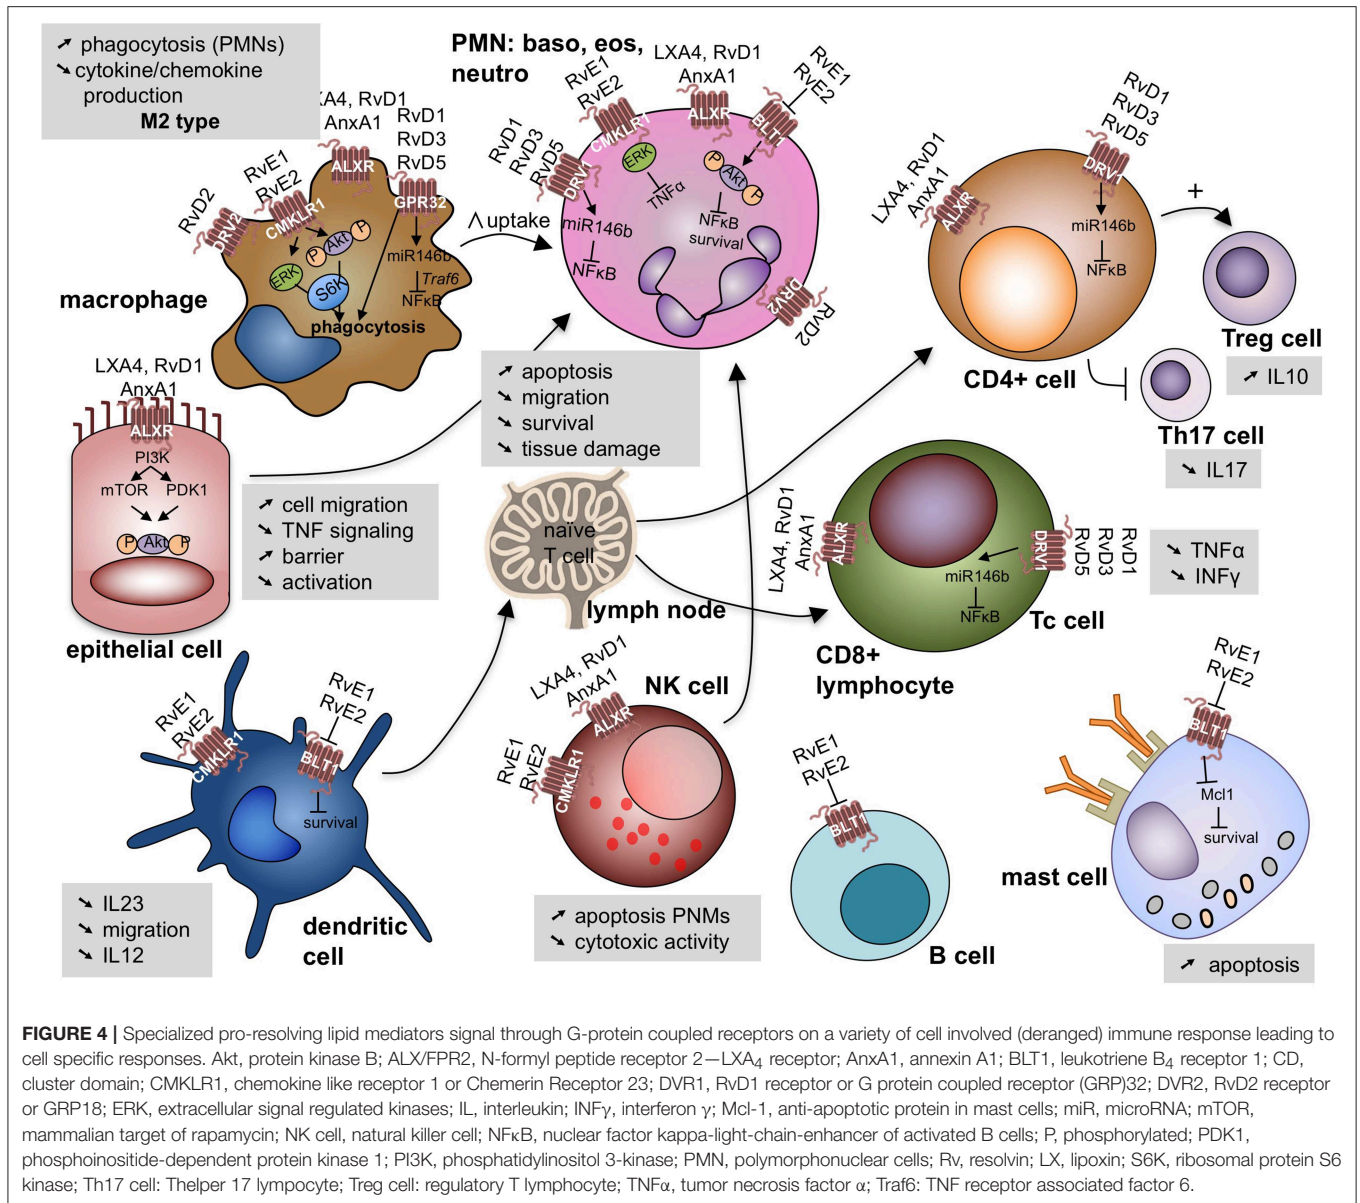 ↗ phagocytosis (PMNs)
↘ cytokine/chemokine
production
M2 type
XA4, RvD1
AnxA1
RvD1
RvD3
RvD5
RvE1
RvE2
RvD2
ALXR
GPR32
CMKLR1
DRV2
P
Akt
P
ERK
S6K
miR146b
Traf6
NFκB
phagocytosis
macrophage
Λ uptake
PMN: baso, eos,
neutro
RvE1
RvE2
LXA4, RvD1
AnxA1
RvE1
RvE2
RvD1
RvD3
RvD5
CMKLR1
ALXR
BLT1
DRV1
ERK
TNFα
P
Akt
P
miR146b
NFκB
NFκB
survival
DRV2
RvD2
↗ apoptosis
↘ migration
↘ survival
↘ tissue damage
LXA4, RvD1
AnxA1
ALXR
RvD1
RvD3
RvD5
DRV1
miR146b
NFκB
CD4+ cell
+
Treg cell
↗ IL10
Th17 cell
↘ IL17
LXA4, RvD1
AnxA1
ALXR
PI3K
mTOR PDK1
P
Akt
P
epithelial cell
↗ cell migration
↘ TNF signaling
↗ barrier
↘ activation
naïve
T cell
lymph node
LXA4, RvD1
AnxA1
ALXR
miR146b
NFκB
DRV1
RvD5
RvD3
RvD1
Tc cell
CD8+
lymphocyte
↘ TNFα
↘ INFγ
RvE1
RvE2
CMKLR1
RvE1
RvE2
BLT1
survival
dendritic
cell
↘ IL23
↘ migration
↘ IL12
LXA4, RvD1
AnxA1
ALXR
NK cell
RvE1
RvE2
CMKLR1
↗ apoptosis PNMs
↘ cytotoxic activity
RvE1
RvE2
BLT1
B cell
RvE1
RvE2
BLT1
Mcl1
survival
mast cell
↗ apoptosis
FIGURE 4 | Specialized pro-resolving lipid mediators signal through G-protein coupled receptors on a variety of cell involved (deranged) immune response leading to
cell specific responses. Akt, protein kinase B; ALX/FPR2, N-formyl peptide receptor 2—LXA4 receptor; AnxA1, annexin A1; BLT1, leukotriene B4 receptor 1; CD,
cluster domain; CMKLR1, chemokine like receptor 1 or Chemerin Receptor 23; DVR1, RvD1 receptor or G protein coupled receptor (GRP)32; DVR2, RvD2 receptor
or GRP18; ERK, extracellular signal regulated kinases; IL, interleukin; INFγ, interferon γ; Mcl-1, anti-apoptotic protein in mast cells; miR, microRNA; mTOR,
mammalian target of rapamycin; NK cell, natural killer cell; NFκB, nuclear factor kappa-light-chain-enhancer of activated B cells; P, phosphorylated; PDK1,
phosphoinositide-dependent protein kinase 1; PI3K, phosphatidylinositol 3-kinase; PMN, polymorphonuclear cells; Rv, resolvin; LX, lipoxin; S6K, ribosomal protein S6
kinase; Th17 cell: Thelper 17 lympocyte; Treg cell: regulatory T lymphocyte; TNFα, tumor necrosis factor α; Traf6: TNF receptor associated factor 6.